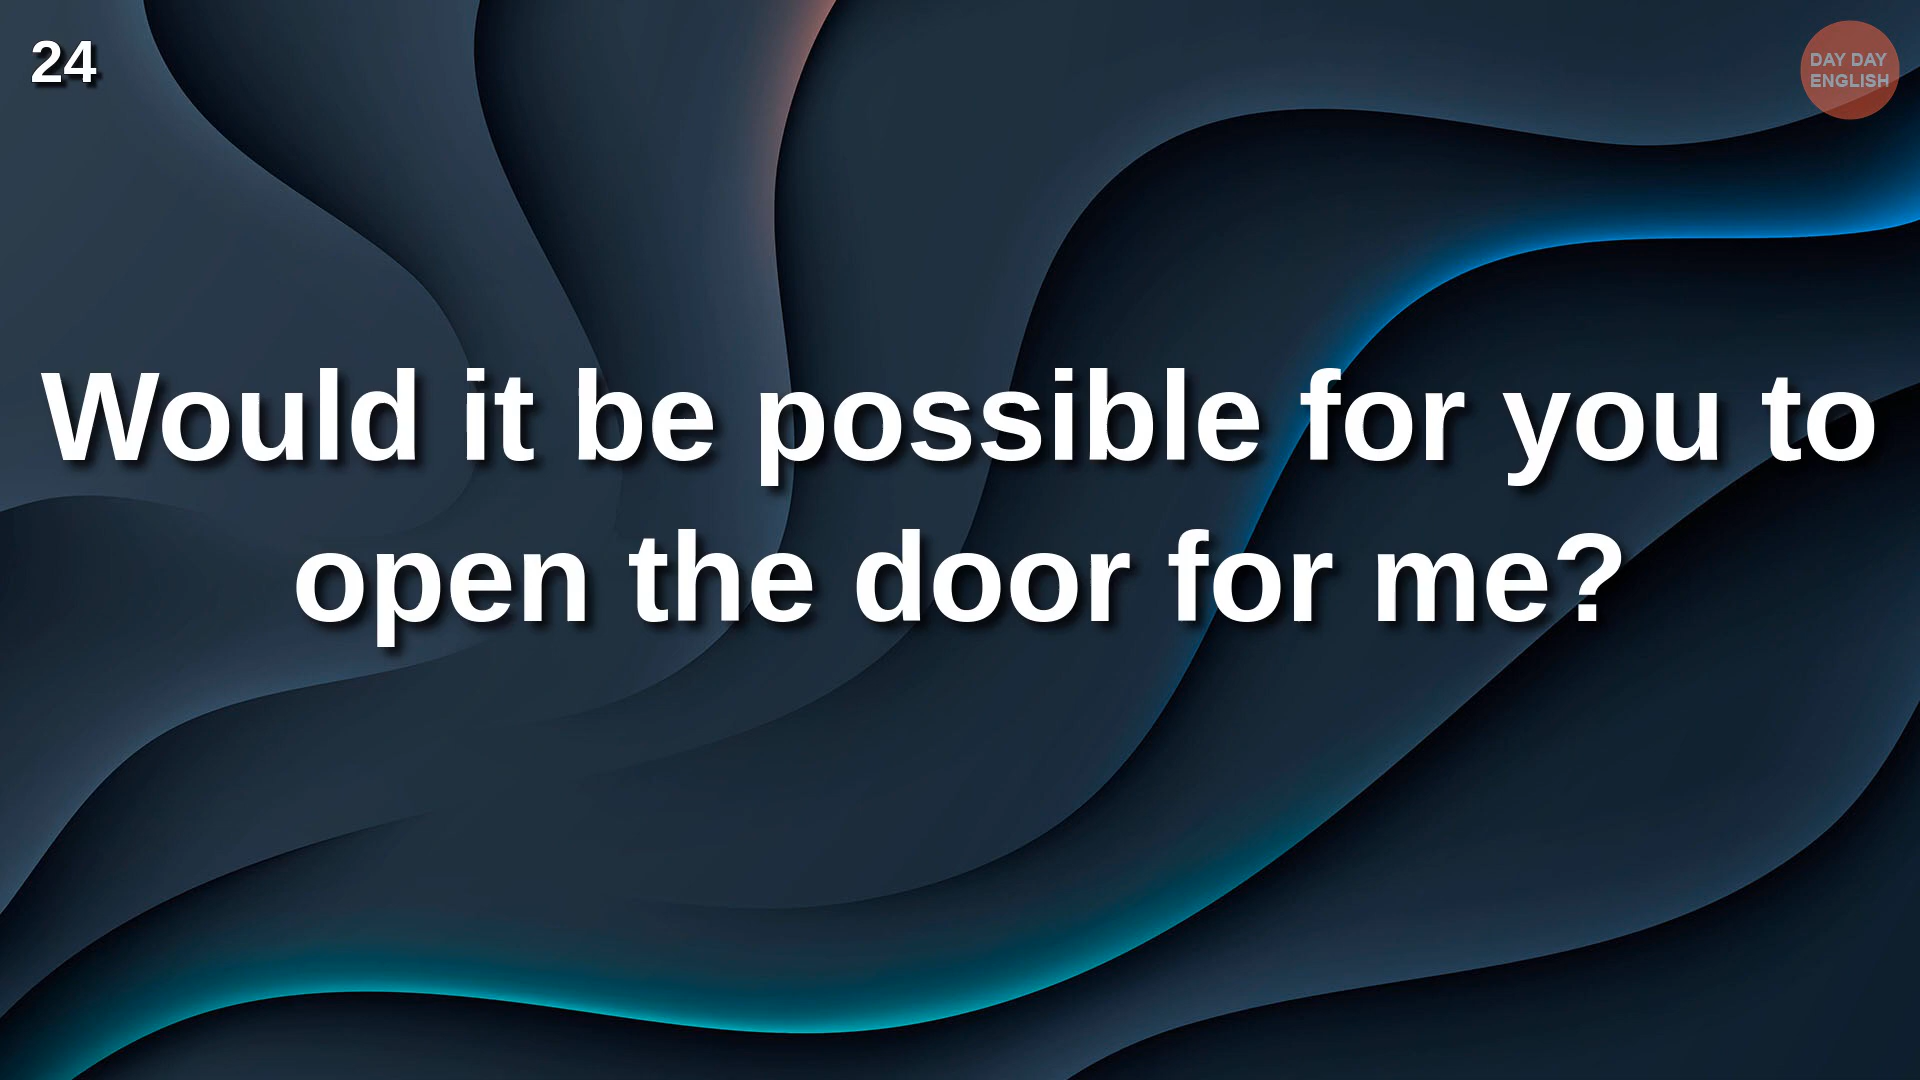 24
DAY DAY
ENGLISH
Would it be possible for you to
open the door for me?